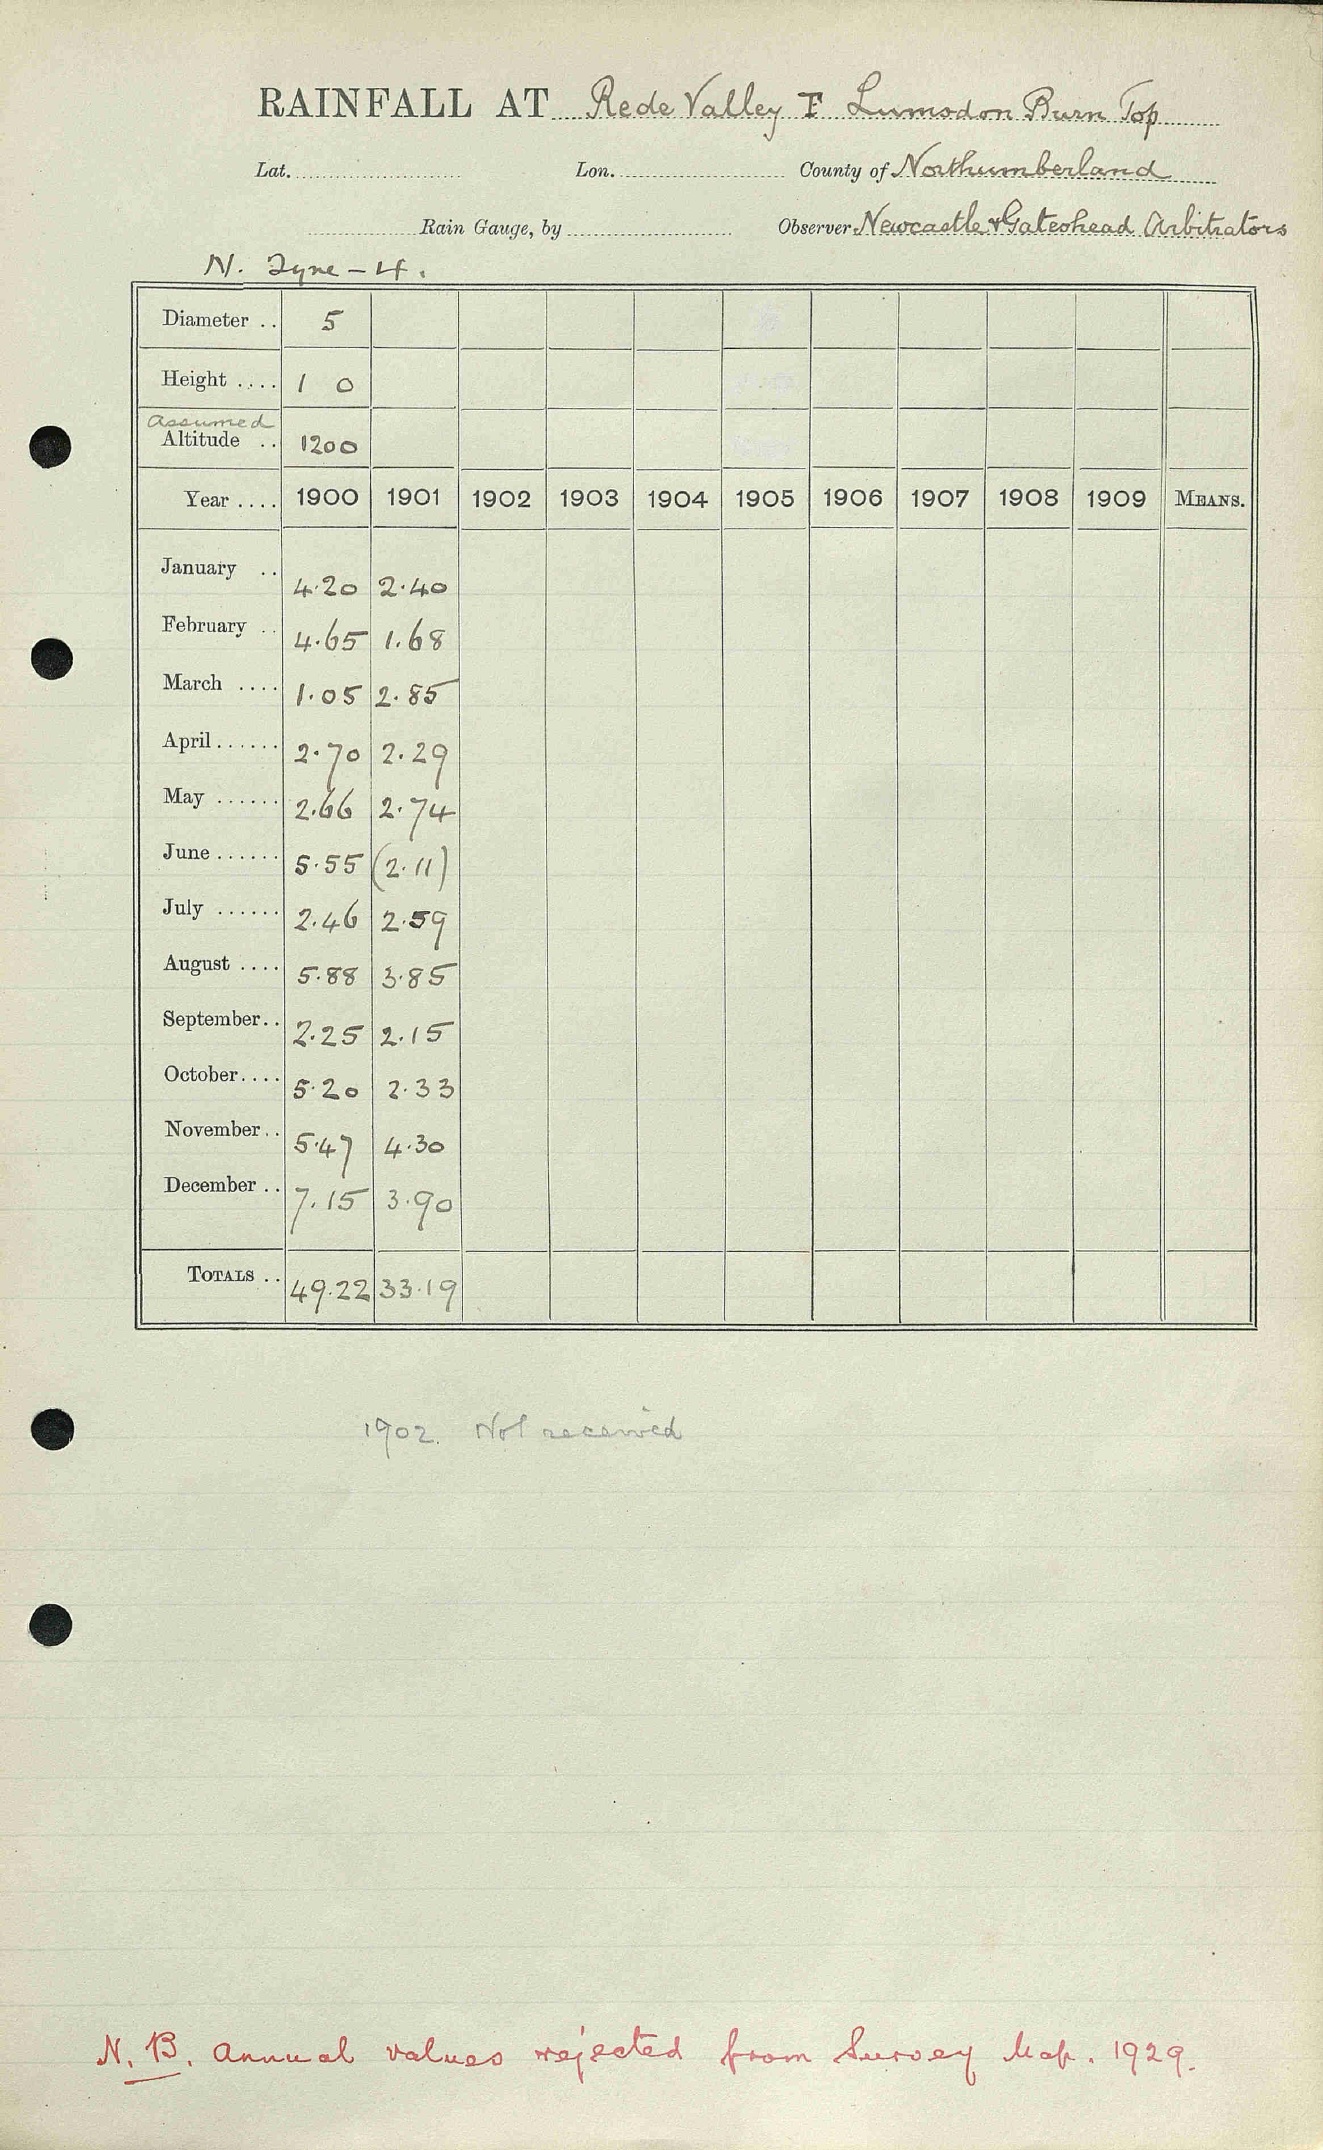 RAINFALL AT Rede Valley F Lumsdon Burn Top
Lat. Lon. County of Northumberland
Rain Gauge, by Observer Newcastle & Gateshead Arbitrators
N. Tyne - 4.
Diameter .. 5
Height .... 1 0
assumed
Altitude .. 1200
Year .... 1900 1901 1902 1903 1904 1905 1906 1907 1908 1909 MEANS.
January .. 4.20 2.40
February .. 4.65 1.68
March .... 1.05 2.85
April ...... 2.70 2.29
May ...... 2.66 2.74
June ...... 5.55 (2.11)
July ...... 2.46 2.59
August .... 5.88 3.85
September .. 2.25 2.15
October .... 5.20 2.33
November .. 5.47 4.30
December .. 7.15 3.90
TOTALS .. 49.22 33.19
1902. Not received
N.B. Annual values rejected from Survey Map. 1929.